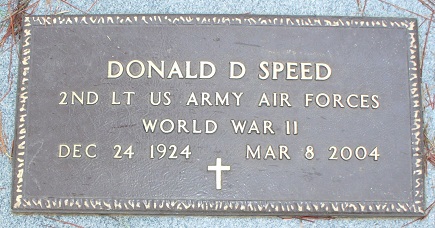 DONALD D SPEED
2ND LT US ARMY AIR FORCES
WORLD WAR II
DEC 24 1924 MAR 8 2004